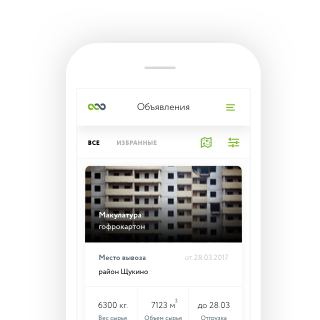 Объявления
ВСЕ ИЗБРАННЫЕ
Макулатура
гофрокартон
Место вывоза от 28.03.2017
район Щукино
6300 кг. 7123 м³ до 28.03
Вес сырья Объем сырья Отгрузка